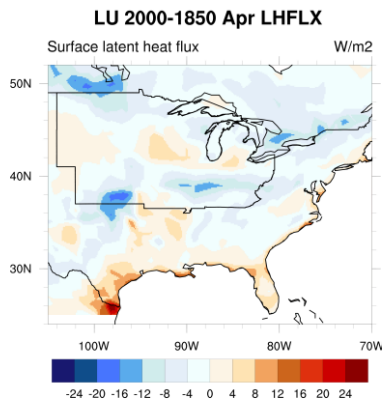 LU 2000-1850 Apr LHFLX
Surface latent heat flux W/m2
50N
40N
30N
100W 90W 80W 70W
-24 -20 -16 -12 -8 -4 0 4 8 12 16 20 24